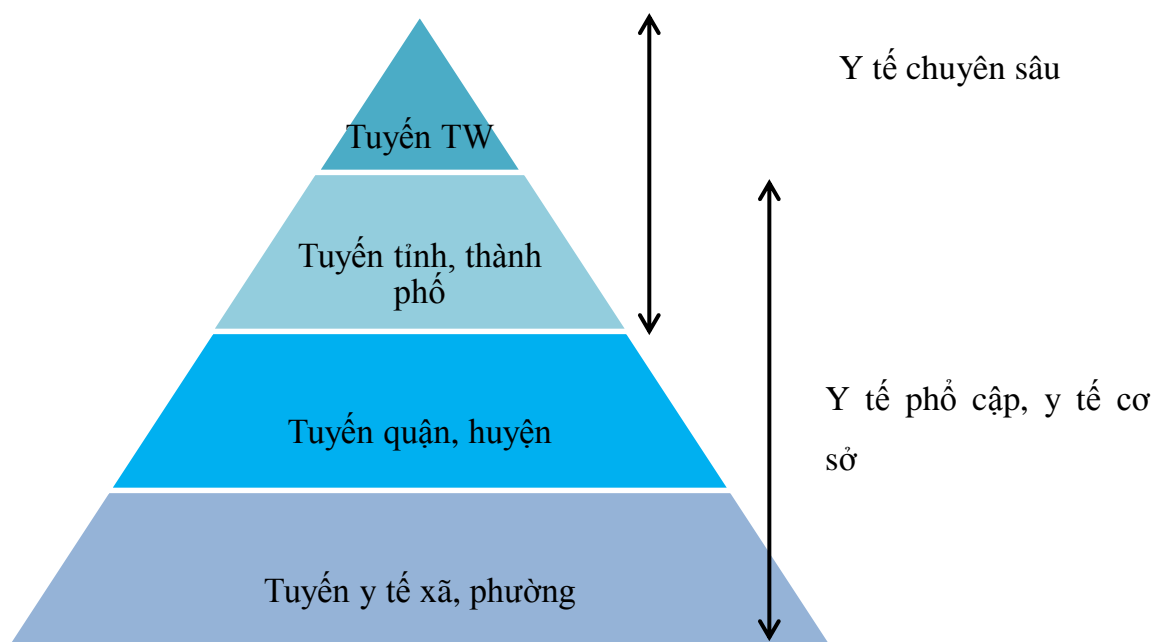 Y tế chuyên sâu
Tuyến TW
Tuyến tỉnh, thành
phố
Y tế phổ cập, y tế cơ
sở
Tuyến quận, huyện
Tuyến y tế xã, phường